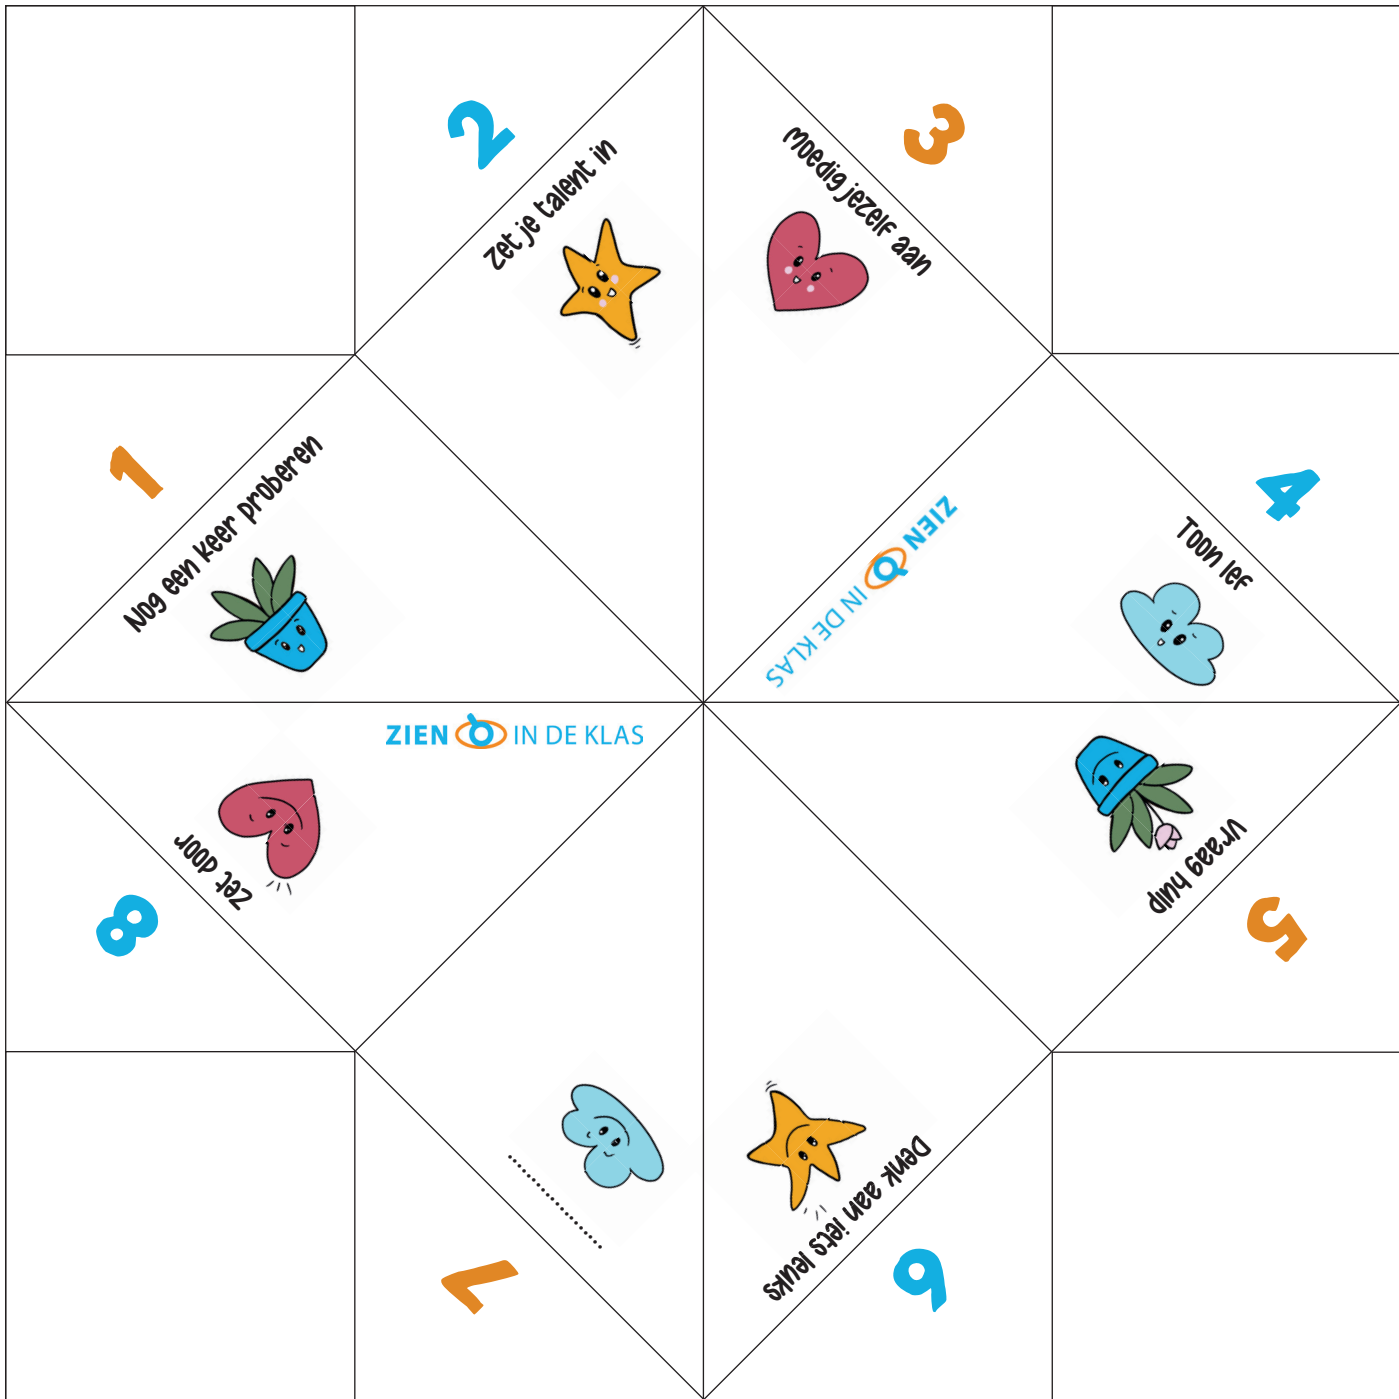 2
Zet je talent in
3
Moedig jezelf aan
1
Nog een keer proberen
4
Toon lef
ZIEN IN DE KLAS
ZIEN IN DE KLAS
8
Zet door
5
Vraag hulp
7
....................
6
Denk aan iets leuks